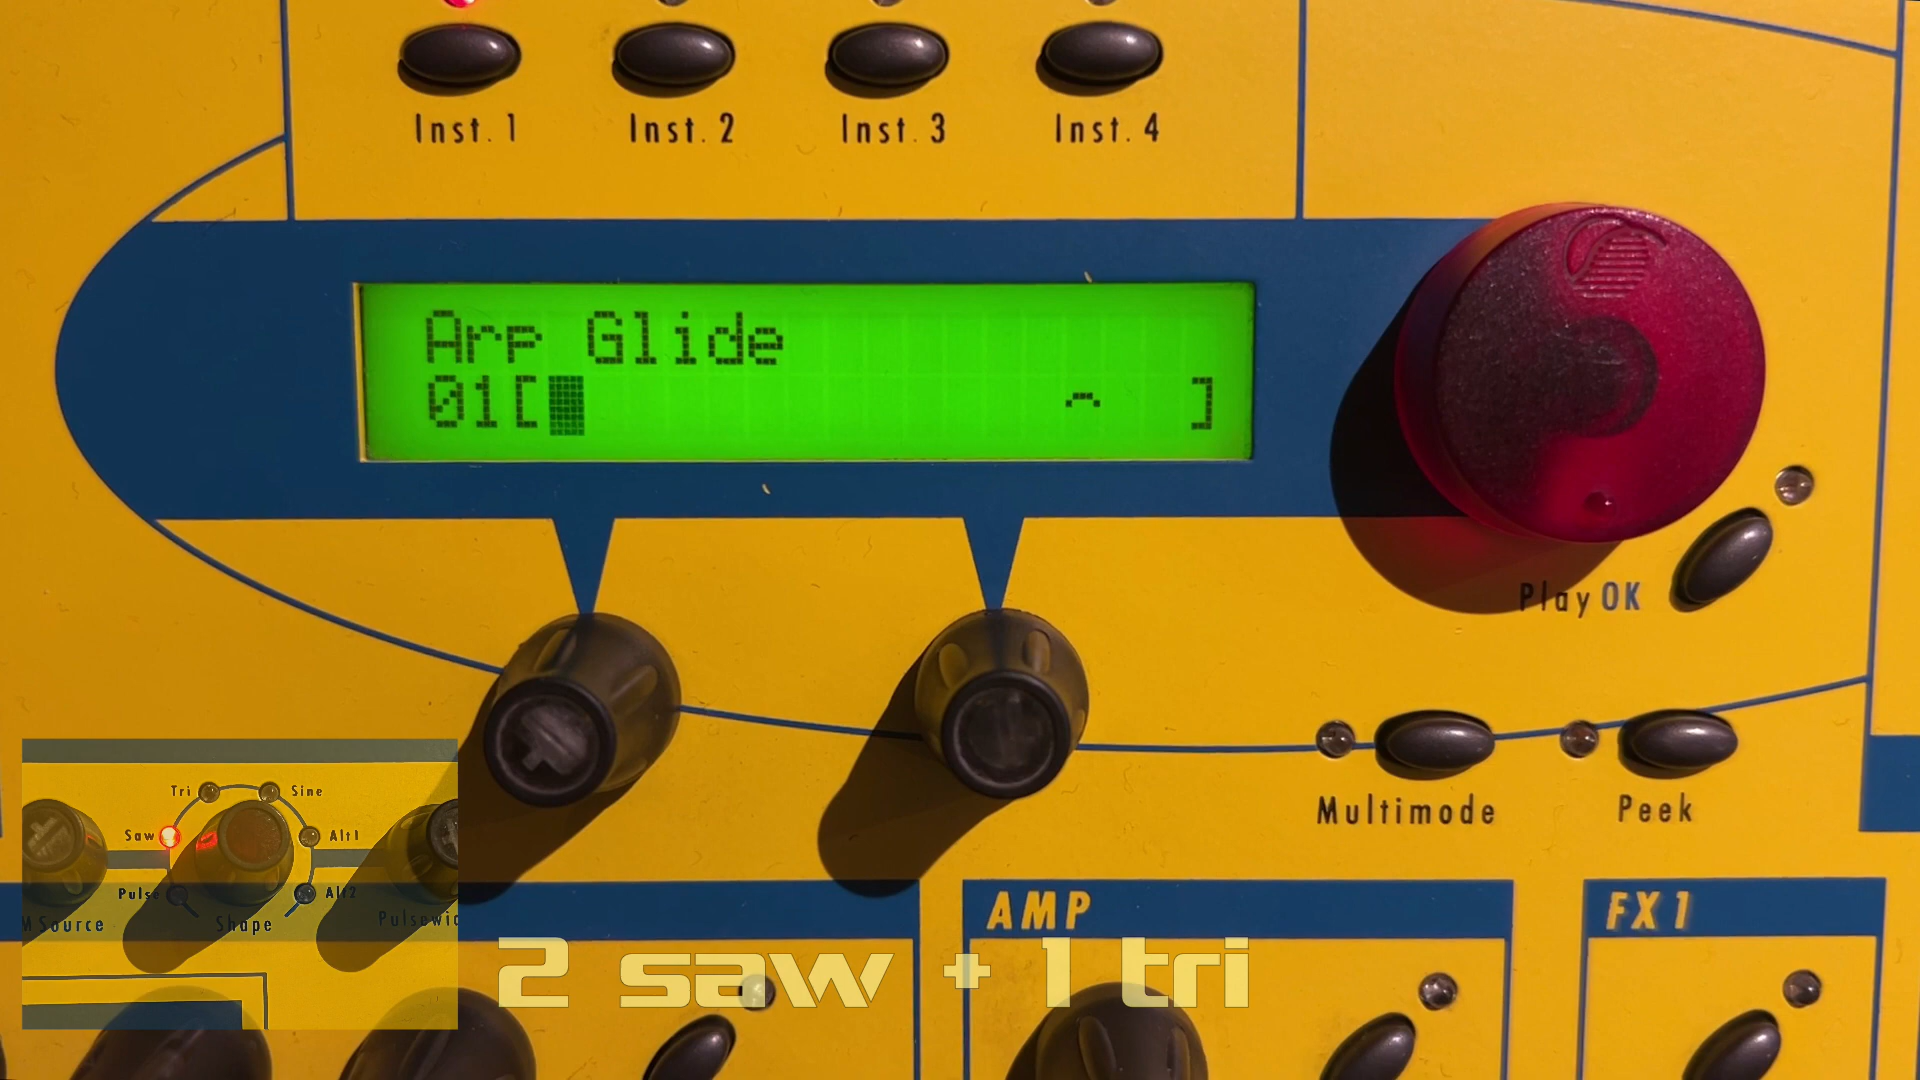 Inst. 1 Inst. 2 Inst. 3 Inst. 4
Arp Glide
01[ ^ ]
Play OK
Multimode Peek
Tri Sine
Saw Alt1
Pulse Alt2
Source Shape
AMP FX 1
2 saw + 1 tri